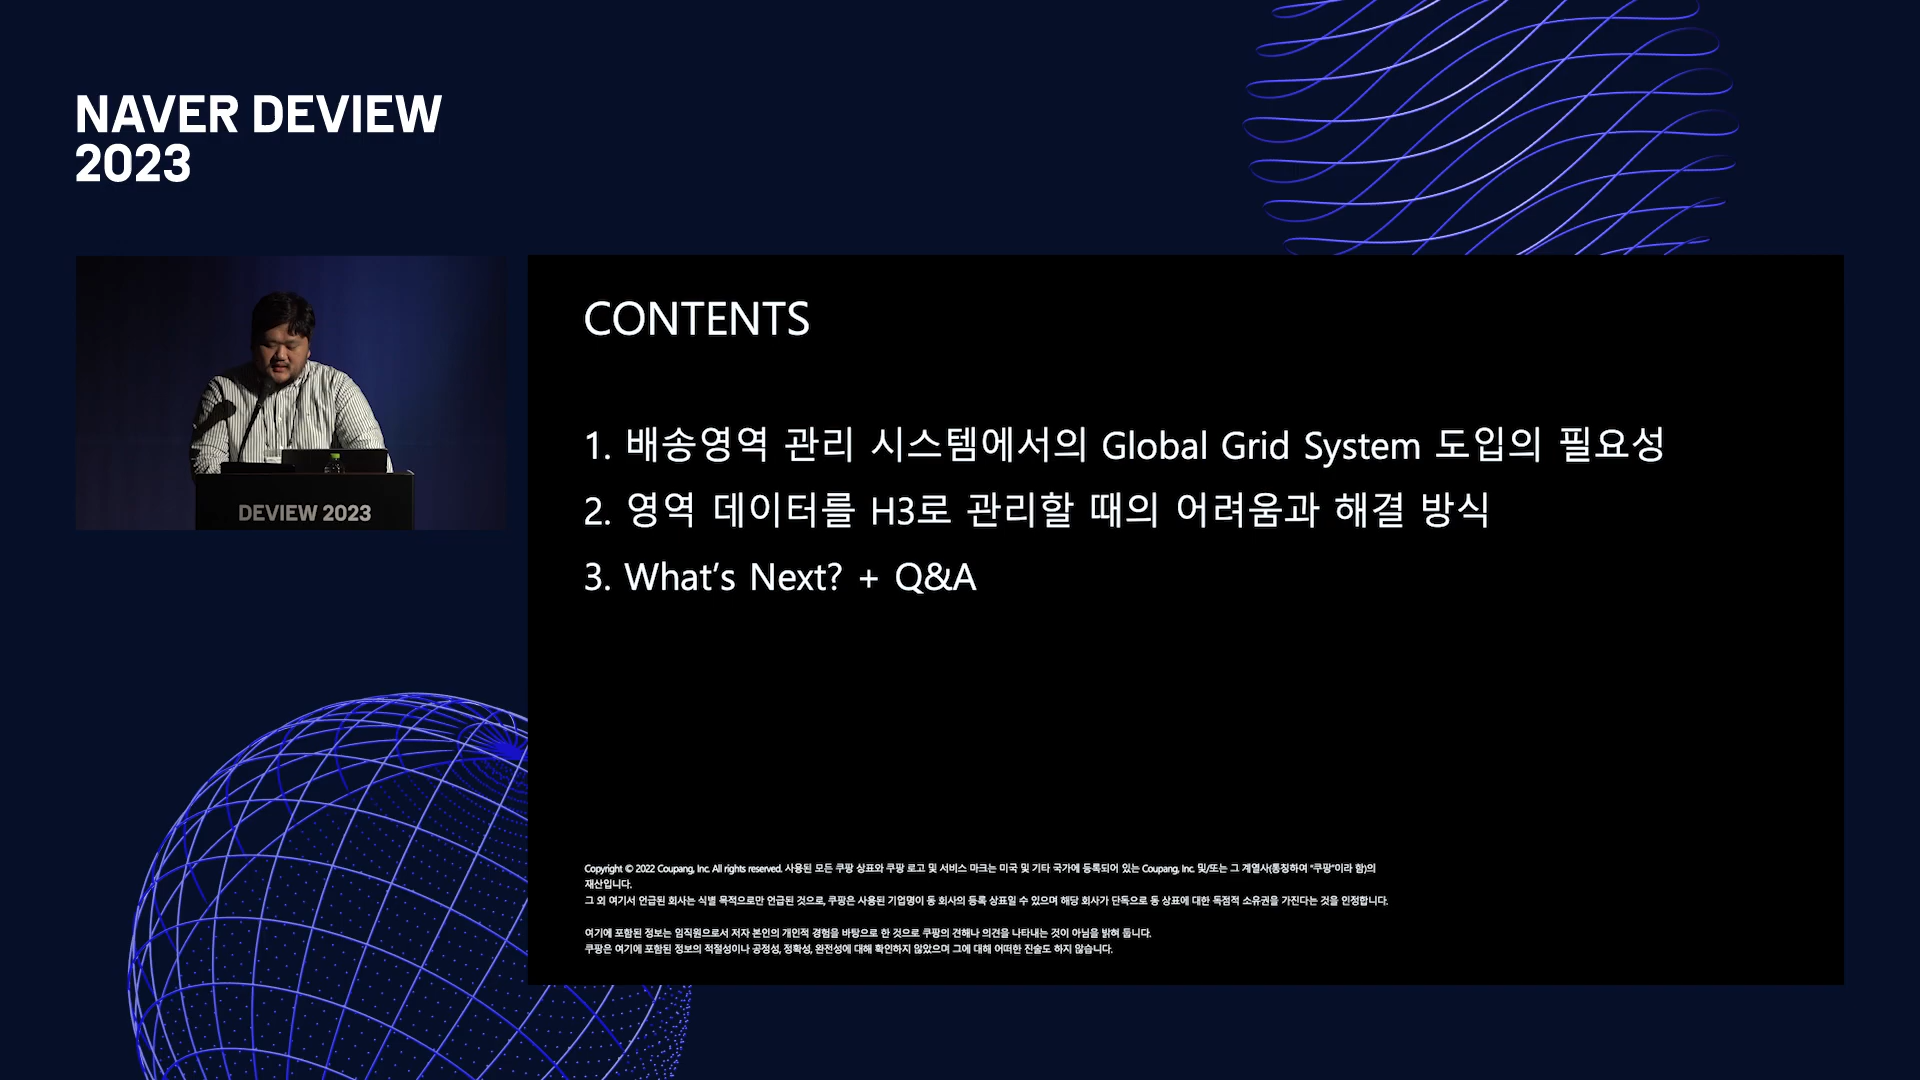 NAVER DEVIEW
2023
DEVIEW 2023
CONTENTS
1. 배송영역 관리 시스템에서의 Global Grid System 도입의 필요성
2. 영역 데이터를 H3로 관리할 때의 어려움과 해결 방식
3. What's Next? + Q&A
Copyright © 2022 Coupang, Inc. All rights reserved. 사용된 모든 쿠팡 상표와 쿠팡 로고 및 서비스 마크는 미국 및 기타 국가에 등록되어 있는 Coupang, Inc. 및/또는 그 계열사(통칭하여 "쿠팡"이라 함)의
재산입니다.
그 외 여기서 언급된 회사는 식별 목적으로만 언급된 것으로, 쿠팡은 사용된 기업명이 동 회사의 등록 상표일 수 있으며 해당 회사가 단독으로 동 상표에 대한 독점적 소유권을 가진다는 것을 인정합니다.
여기에 포함된 정보는 임직원으로서 저자 본인의 개인적 경험을 바탕으로 한 것으로 쿠팡의 견해나 의견을 나타내는 것이 아님을 밝혀 둡니다.
쿠팡은 여기에 포함된 정보의 적절성이나 공정성, 정확성, 완전성에 대해 확인하지 않았으며 그에 대해 어떠한 진술도 하지 않습니다.